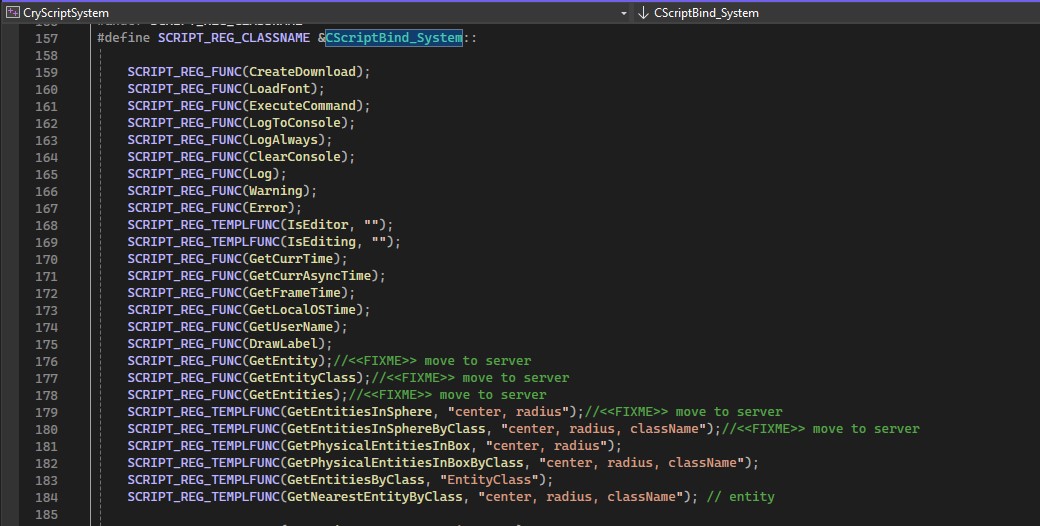 CryScriptSystem
CScriptBind_System
157 #define SCRIPT_REG_CLASSNAME &CScriptBind_System::
158
159 SCRIPT_REG_FUNC(CreateDownload);
160 SCRIPT_REG_FUNC(LoadFont);
161 SCRIPT_REG_FUNC(ExecuteCommand);
162 SCRIPT_REG_FUNC(LogToConsole);
163 SCRIPT_REG_FUNC(LogAlways);
164 SCRIPT_REG_FUNC(ClearConsole);
165 SCRIPT_REG_FUNC(Log);
166 SCRIPT_REG_FUNC(Warning);
167 SCRIPT_REG_FUNC(Error);
168 SCRIPT_REG_TEMPLFUNC(IsEditor, "");
169 SCRIPT_REG_TEMPLFUNC(IsEditing, "");
170 SCRIPT_REG_FUNC(GetCurrTime);
171 SCRIPT_REG_FUNC(GetCurrAsyncTime);
172 SCRIPT_REG_FUNC(GetFrameTime);
173 SCRIPT_REG_FUNC(GetLocalOSTime);
174 SCRIPT_REG_FUNC(GetUserName);
175 SCRIPT_REG_FUNC(DrawLabel);
176 SCRIPT_REG_FUNC(GetEntity);//<<FIXME>> move to server
177 SCRIPT_REG_FUNC(GetEntityClass);//<<FIXME>> move to server
178 SCRIPT_REG_FUNC(GetEntities);//<<FIXME>> move to server
179 SCRIPT_REG_TEMPLFUNC(GetEntitiesInSphere, "center, radius");//<<FIXME>> move to server
180 SCRIPT_REG_TEMPLFUNC(GetEntitiesInSphereByClass, "center, radius, className");//<<FIXME>> move to server
181 SCRIPT_REG_TEMPLFUNC(GetPhysicalEntitiesInBox, "center, radius");
182 SCRIPT_REG_TEMPLFUNC(GetPhysicalEntitiesInBoxByClass, "center, radius, className");
183 SCRIPT_REG_TEMPLFUNC(GetEntitiesByClass, "EntityClass");
184 SCRIPT_REG_TEMPLFUNC(GetNearestEntityByClass, "center, radius, className"); // entity
185